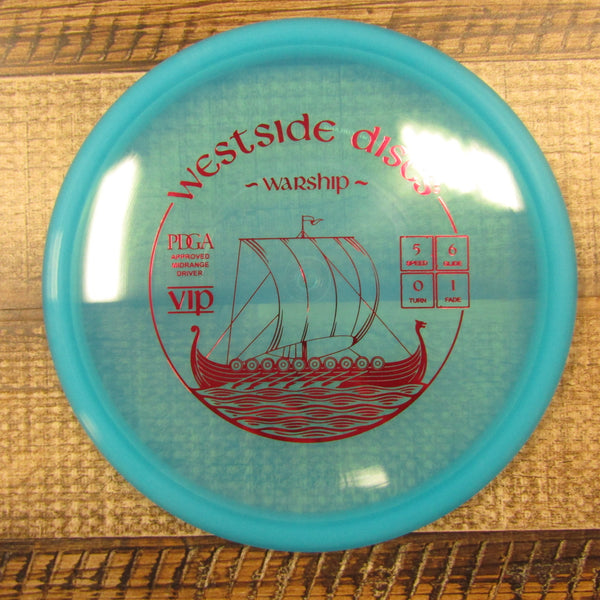 westside discs
~ WARSHIP ~
PDGA
APPROVED
MIDRANGE
DRIVER
VIP
5 6
SPEED GLIDE
0 1
TURN FADE